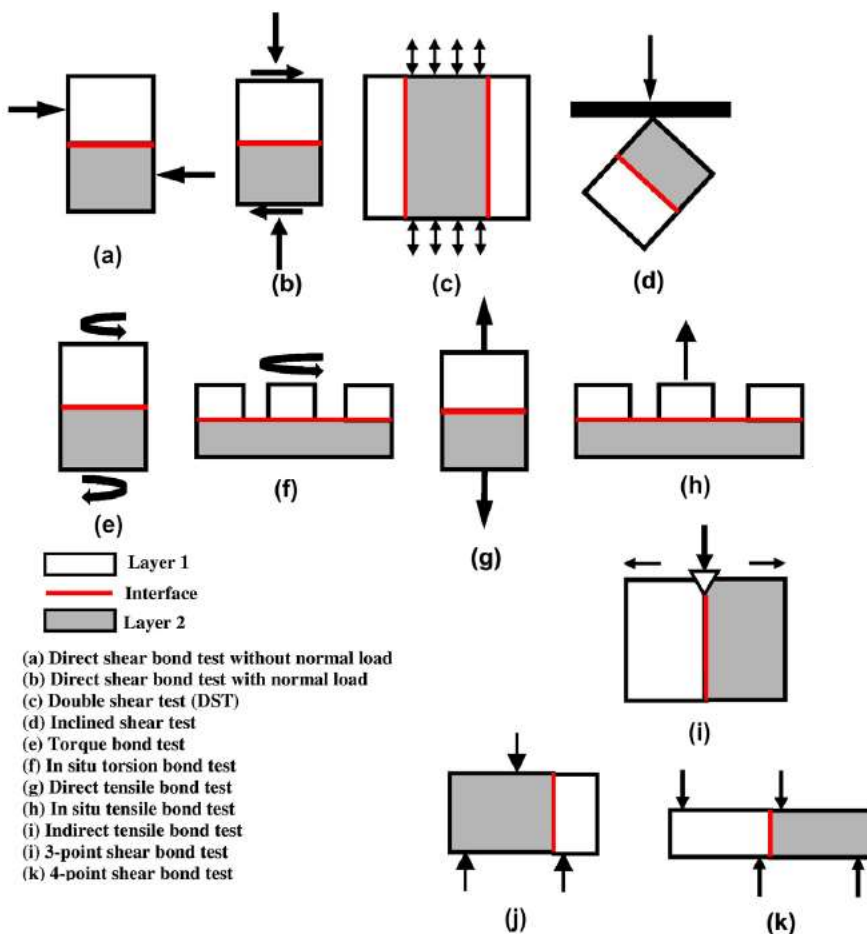 (a)
(b)
(c)
(d)
(e)
(f)
(g)
(h)
Layer 1
Interface
Layer 2
(a) Direct shear bond test without normal load
(b) Direct shear bond test with normal load
(c) Double shear test (DST)
(d) Inclined shear test
(e) Torque bond test
(f) In situ torsion bond test
(g) Direct tensile bond test
(h) In situ tensile bond test
(i) Indirect tensile bond test
(i) 3-point shear bond test
(k) 4-point shear bond test
(i)
(j)
(k)